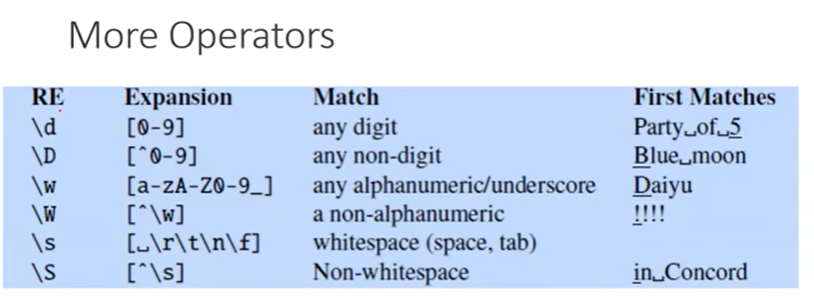 More Operators
RE Expansion Match First Matches
\d [0-9] any digit Party␣of␣5
\D [^0-9] any non-digit Blue␣moon
\w [a-zA-Z0-9_] any alphanumeric/underscore Daiyu
\W [^\w] a non-alphanumeric !!!!
\s [␣\r\t\n\f] whitespace (space, tab)
\S [^\s] Non-whitespace in␣Concord